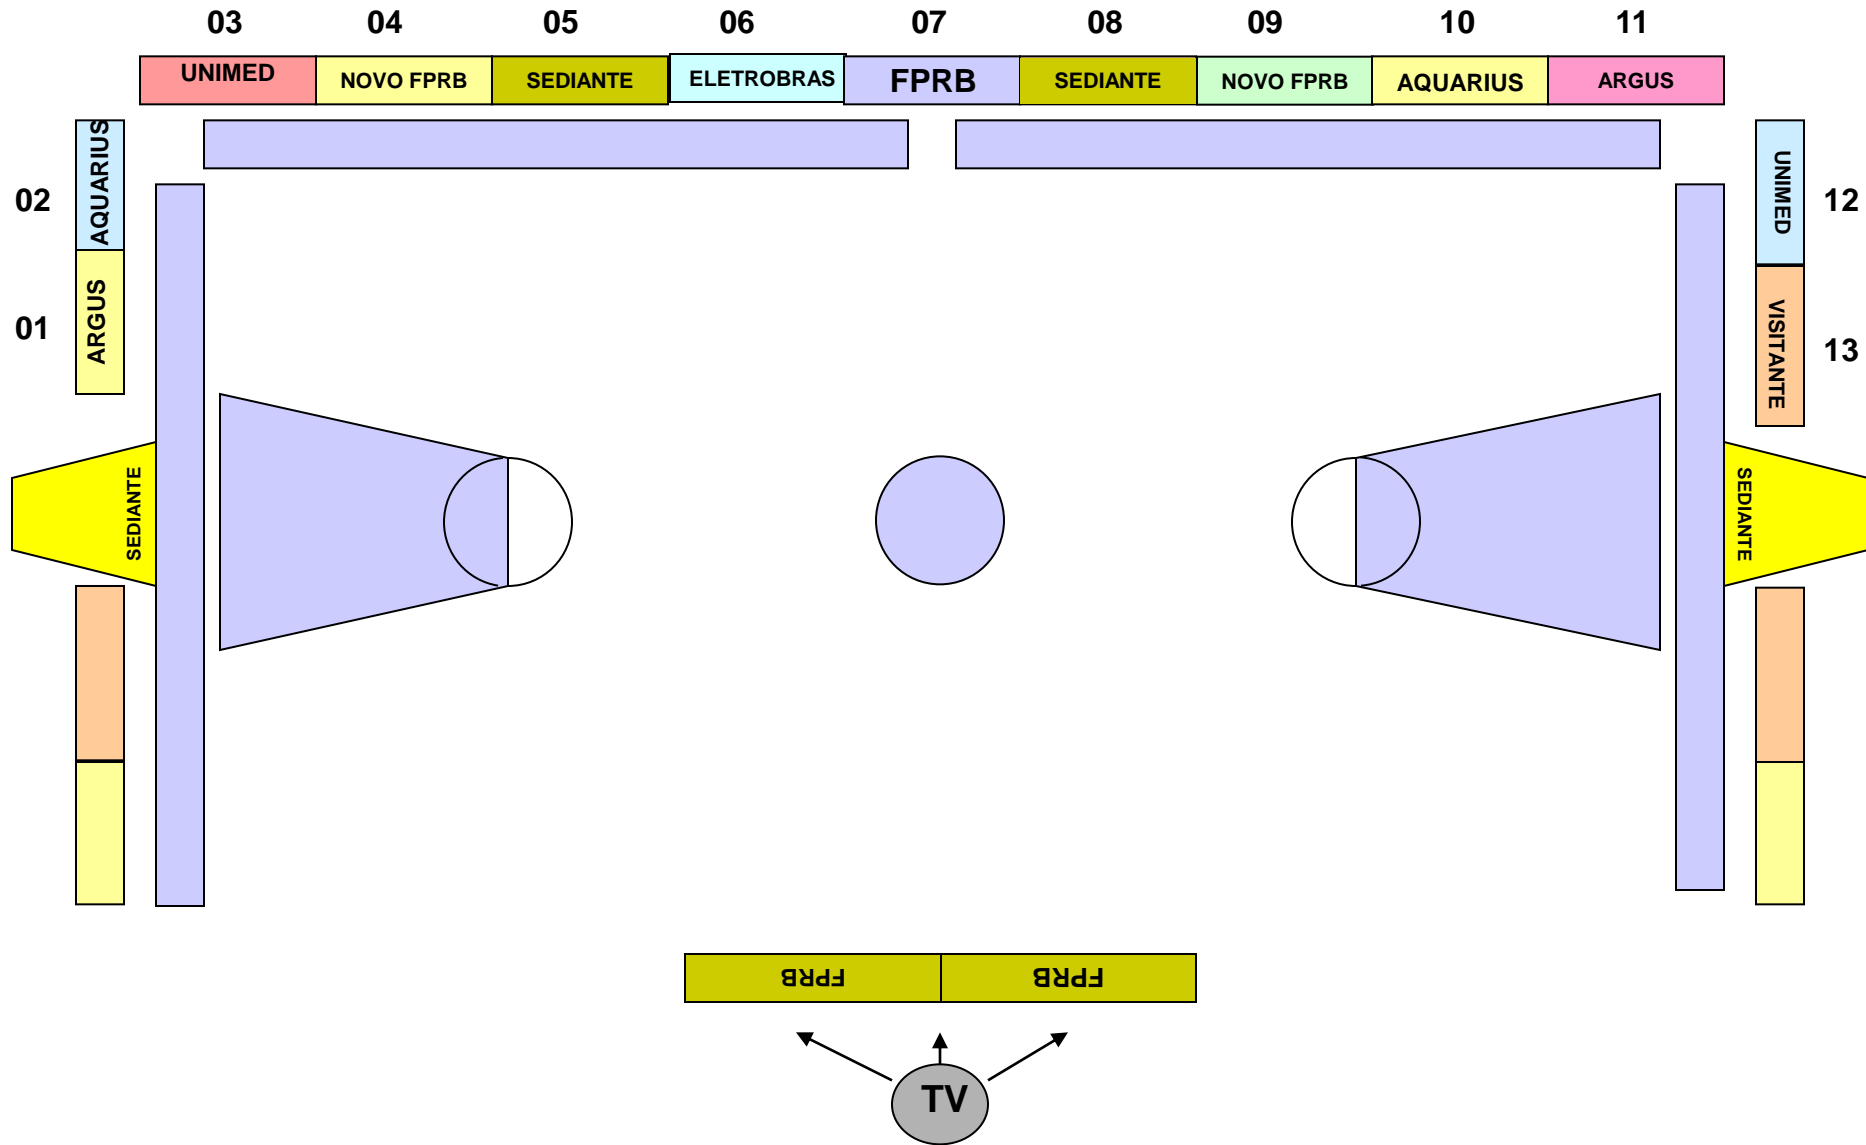 03 04 05 06 07 08 09 10 11
UNIMED NOVO FPRB SEDIANTE ELETROBRAS FPRB SEDIANTE NOVO FPRB AQUARIUS ARGUS
02 AQUARIUS
01 ARGUS
UNIMED 12
VISITANTE 13
SEDIANTE
SEDIANTE
FPRB FPRB
TV